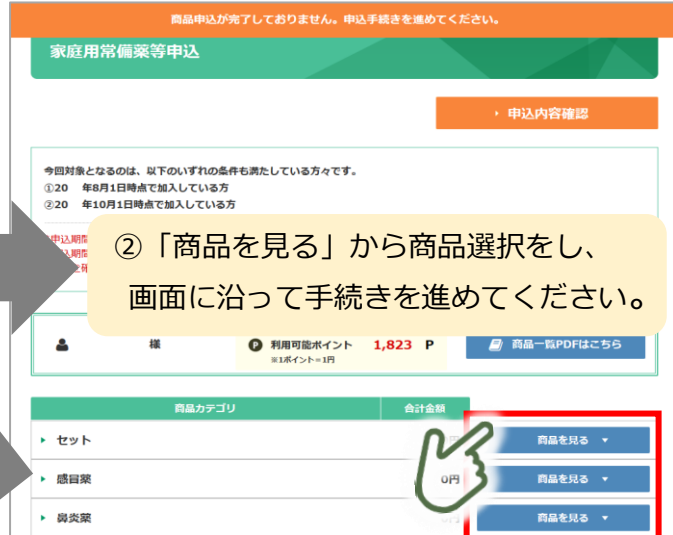 商品申込が完了しておりません。申込手続きを進めてください。
家庭用常備薬等申込
申込内容確認
今回対象となるのは、以下のいずれの条件も満たしている方々です。
①20 年8月1日時点で加入している方
②20 年10月1日時点で加入している方
申込期間
②「商品を見る」から商品選択をし、
画面に沿って手続きを進めてください。
様
P 利用可能ポイント 1,823 P
※1ポイント=1円
商品一覧PDFはこちら
商品カテゴリ 合計金額
セット 商品を見る
感冒薬 0円 商品を見る
鼻炎薬 0円 商品を見る